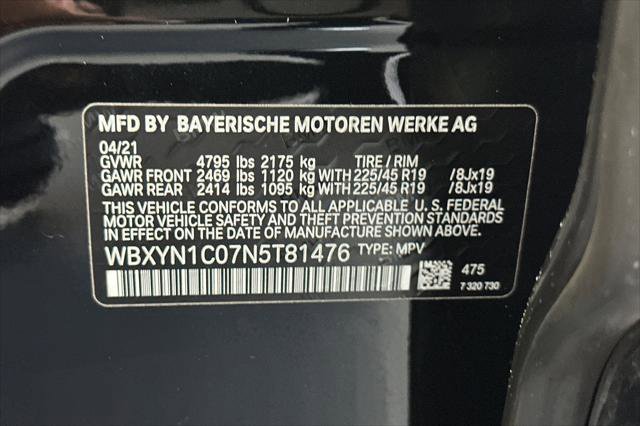 MFD BY BAYERISCHE MOTOREN WERKE AG
04/21
GVWR 4795 lbs 2175 kg TIRE / RIM
GAWR FRONT 2469 lbs 1120 kg WITH 225/45 R19 /8Jx19
GAWR REAR 2414 lbs 1095 kg WITH 225/45 R19 /8Jx19
THIS VEHICLE CONFORMS TO ALL APPLICABLE U. S. FEDERAL
MOTOR VEHICLE SAFETY AND THEFT PREVENTION STANDARDS
IN EFFECT ON THE DATE OF MANUFACTURE SHOWN ABOVE.
WBXYN1C07N5T81476 TYPE: MPV
475
7 320 730